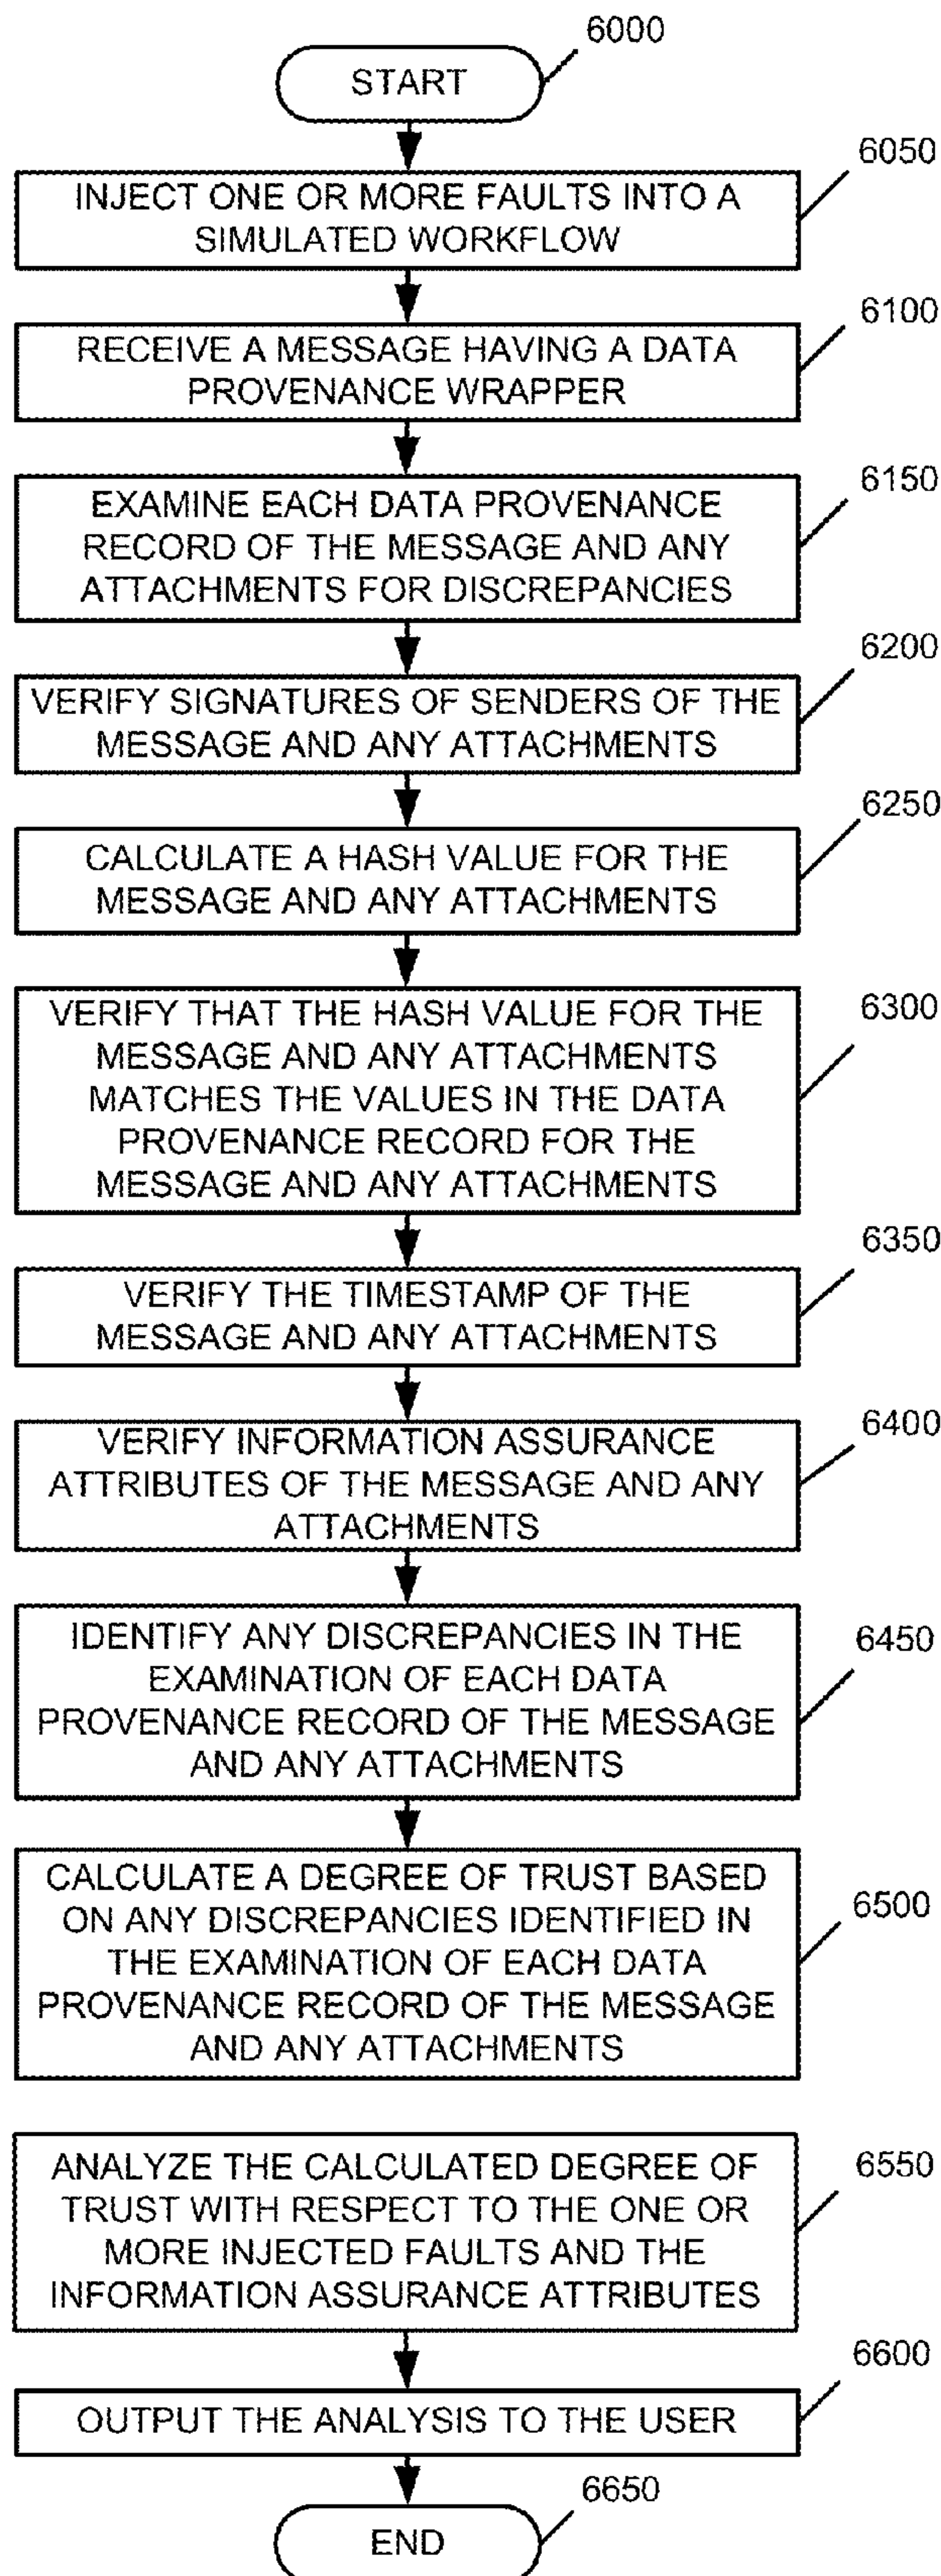 6000
START
6050
INJECT ONE OR MORE FAULTS INTO A
SIMULATED WORKFLOW
6100
RECEIVE A MESSAGE HAVING A DATA
PROVENANCE WRAPPER
6150
EXAMINE EACH DATA PROVENANCE
RECORD OF THE MESSAGE AND ANY
ATTACHMENTS FOR DISCREPANCIES
6200
VERIFY SIGNATURES OF SENDERS OF THE
MESSAGE AND ANY ATTACHMENTS
6250
CALCULATE A HASH VALUE FOR THE
MESSAGE AND ANY ATTACHMENTS
6300
VERIFY THAT THE HASH VALUE FOR THE
MESSAGE AND ANY ATTACHMENTS
MATCHES THE VALUES IN THE DATA
PROVENANCE RECORD FOR THE
MESSAGE AND ANY ATTACHMENTS
6350
VERIFY THE TIMESTAMP OF THE
MESSAGE AND ANY ATTACHMENTS
6400
VERIFY INFORMATION ASSURANCE
ATTRIBUTES OF THE MESSAGE AND ANY
ATTACHMENTS
6450
IDENTIFY ANY DISCREPANCIES IN THE
EXAMINATION OF EACH DATA
PROVENANCE RECORD OF THE MESSAGE
AND ANY ATTACHMENTS
6500
CALCULATE A DEGREE OF TRUST BASED
ON ANY DISCREPANCIES IDENTIFIED IN
THE EXAMINATION OF EACH DATA
PROVENANCE RECORD OF THE MESSAGE
AND ANY ATTACHMENTS
6550
ANALYZE THE CALCULATED DEGREE OF
TRUST WITH RESPECT TO THE ONE OR
MORE INJECTED FAULTS AND THE
INFORMATION ASSURANCE ATTRIBUTES
6600
OUTPUT THE ANALYSIS TO THE USER
6650
END